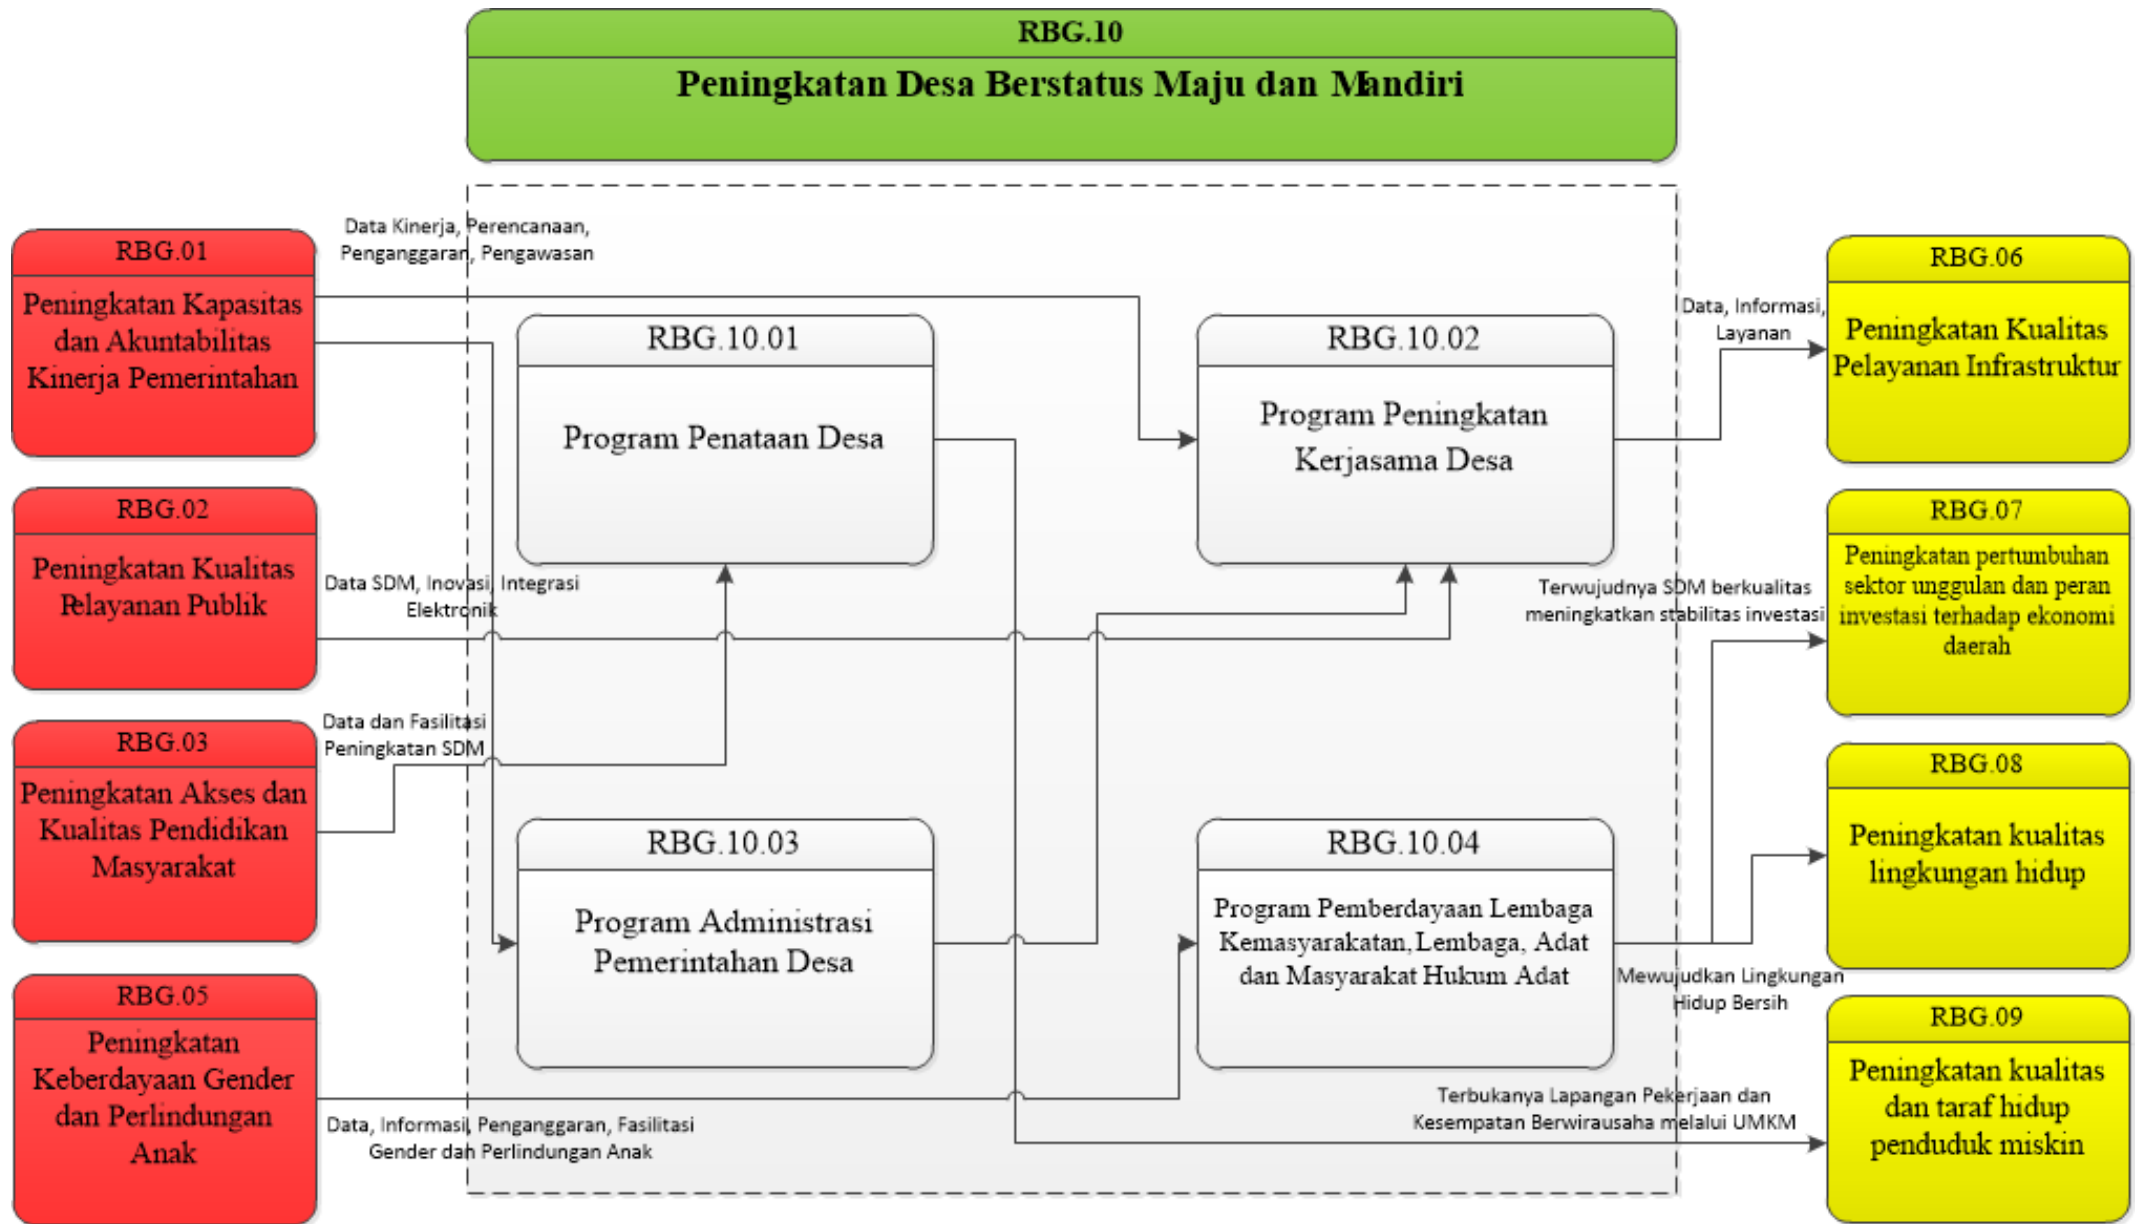 RBG.10
Peningkatan Desa Berstatus Maju dan Mandiri
Data Kinerja, Perencanaan,
Penganggaran, Pengawasan
RBG.01
Peningkatan Kapasitas
dan Akuntabilitas
Kinerja Pemerintahan
RBG.02
Peningkatan Kualitas
Pelayanan Publik
Data SDM, Inovasi, Integrasi
Elektronik
RBG.03
Peningkatan Akses dan
Kualitas Pendidikan
Masyarakat
Data dan Fasilitasi
Peningkatan SDM
RBG.05
Peningkatan
Keberdayaan Gender
dan Perlindungan
Anak
Data, Informasi, Penganggaran, Fasilitasi
Gender dan Perlindungan Anak
RBG.10.01
Program Penataan Desa
RBG.10.02
Program Peningkatan
Kerjasama Desa
RBG.10.03
Program Administrasi
Pemerintahan Desa
RBG.10.04
Program Pemberdayaan Lembaga
Kemasyarakatan, Lembaga, Adat
dan Masyarakat Hukum Adat
Data, Informasi,
Layanan
RBG.06
Peningkatan Kualitas
Pelayanan Infrastruktur
Terwujudnya SDM berkualitas
meningkatkan stabilitas investasi
RBG.07
Peningkatan pertumbuhan
sektor unggulan dan peran
investasi terhadap ekonomi
daerah
RBG.08
Peningkatan kualitas
lingkungan hidup
Mewujudkan Lingkungan
Hidup Bersih
RBG.09
Peningkatan kualitas
dan taraf hidup
penduduk miskin
Terbukanya Lapangan Pekerjaan dan
Kesempatan Berwirausaha melalui UMKM